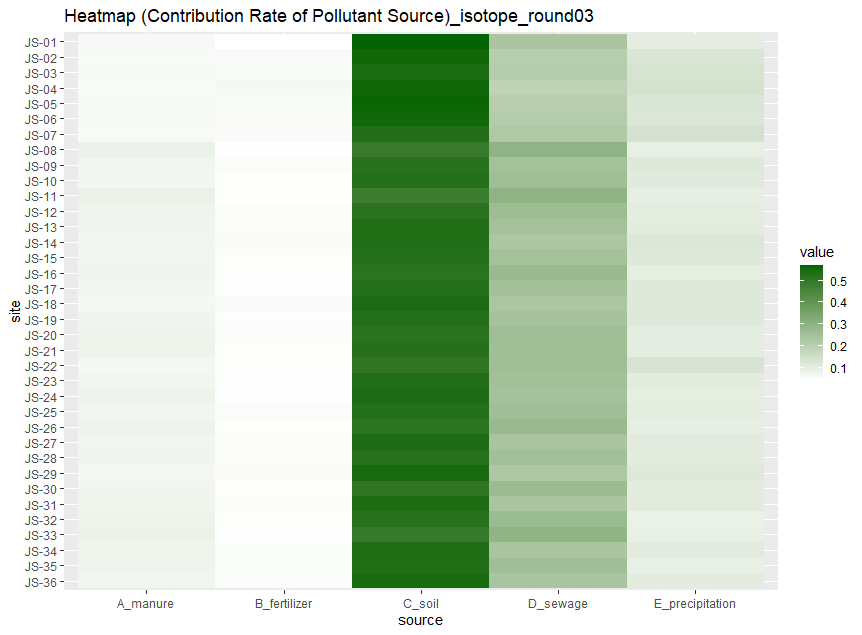 Heatmap (Contribution Rate of Pollutant Source)_isotope_round03
site
JS-01
JS-02
JS-03
JS-04
JS-05
JS-06
JS-07
JS-08
JS-09
JS-10
JS-11
JS-12
JS-13
JS-14
JS-15
JS-16
JS-17
JS-18
JS-19
JS-20
JS-21
JS-22
JS-23
JS-24
JS-25
JS-26
JS-27
JS-28
JS-29
JS-30
JS-31
JS-32
JS-33
JS-34
JS-35
JS-36
A_manure
B_fertilizer
C_soil
D_sewage
E_precipitation
source
value
0.5
0.4
0.3
0.2
0.1